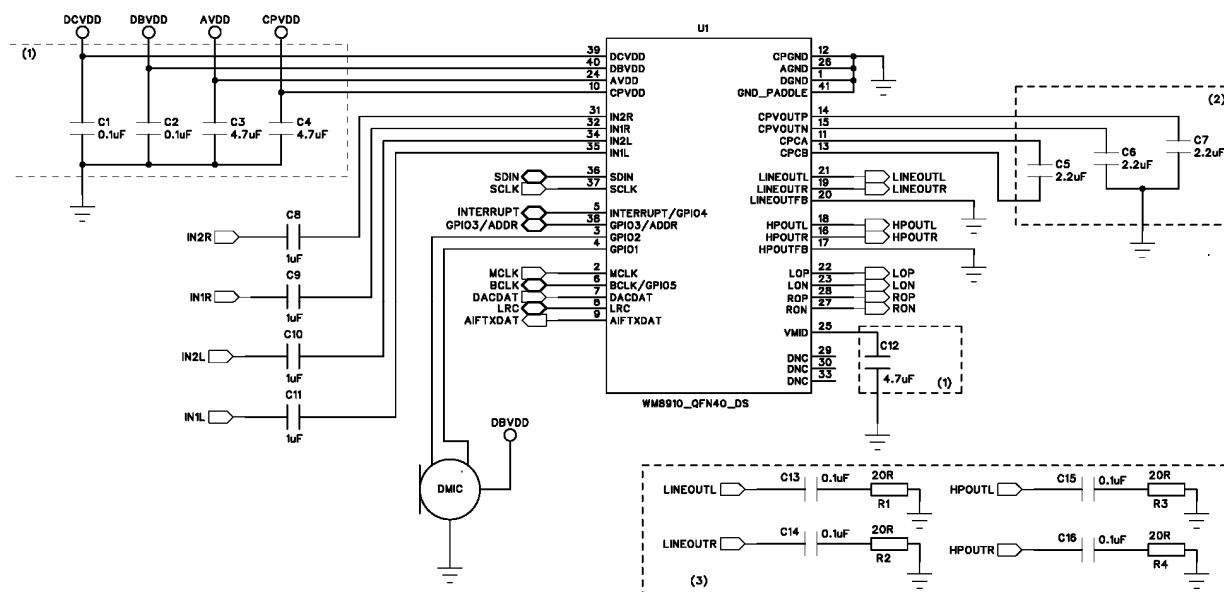 DCVDD DBVDD AVDD CPVDD
(1)
C1 0.1uF
C2 0.1uF
C3 4.7uF
C4 4.7uF
U1
39 DCVDD
40 DBVDD
24 AVDD
10 CPVDD
31 IN2R
32 IN1R
34 IN2L
35 IN1L
SDIN 36 SDIN
SCLK 37 SCLK
INTERRUPT 5 INTERRUPT/GPIO4
GPIO3/ADDR 38 GPIO3/ADDR
3 GPIO2
4 GPIO1
MCLK 2 MCLK
BCLK 6 BCLK/GPIO5
DACDAT 7 DACDAT
LRC 8 LRC
AIFTXDAT 9 AIFTXDAT
CPGND 12
AGND 26
DGND 1
GND_PADDLE 41
CPVOUTP 14
CPVOUTN 15
CPCA 11
CPCB 13
LINEOUTL 21 LINEOUTL
LINEOUTR 19 LINEOUTR
LINEOUTFB 20
HPOUTL 18 HPOUTL
HPOUTR 16 HPOUTR
HPOUTFB 17
LOP 22 LOP
LON 23 LON
ROP 28 ROP
RON 27 RON
VMID 25
DNC 29
DNC 30
DNC 33
WM8910_QFN40_DS
(2)
C5 2.2uF
C6 2.2uF
C7 2.2uF
C12 4.7uF
(1)
IN2R C8 1uF
IN1R C9 1uF
IN2L C10 1uF
IN1L C11 1uF
DMIC
DBVDD
LINEOUTL C13 0.1uF 20R R1
HPOUTL C15 0.1uF 20R R3
LINEOUTR C14 0.1uF 20R R2
HPOUTR C16 0.1uF 20R R4
(3)